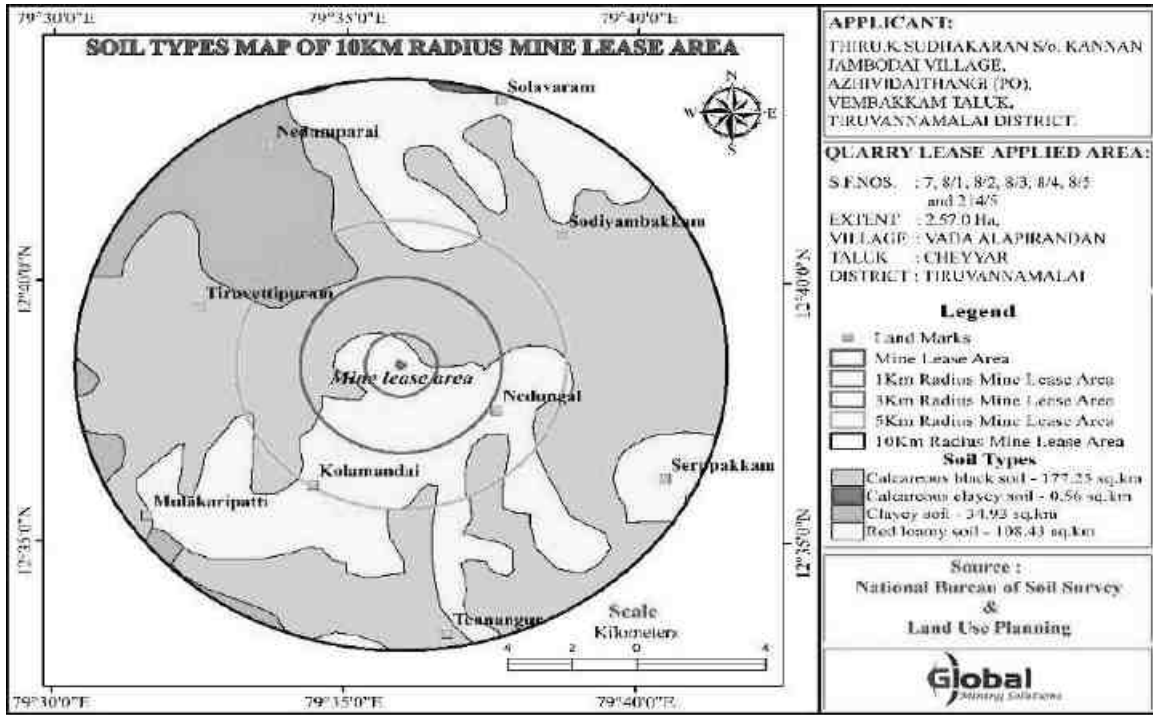 79°30'0"E
79°35'0"E
79°40'0"E
SOIL TYPES MAP OF 10KM RADIUS MINE LEASE AREA
Solavaram
N
W
E
S
Nedamparai
Sodiyambakkam
12°40'0"N
12°40'0"N
Tiruvettipuram
Mine lease area
Nedungal
Kolamandai
Serppakkam
Mulakaripatti
12°35'0"N
12°35'0"N
Tennangur
Scale
Kilometers
4 2 0 4
79°30'0"E
79°35'0"E
79°40'0"E
APPLICANT:
THIRU.K.SUDHAKARAN S/o. KANNAN
JAMBODAI VILLAGE,
AZHIVIDAITHANGI (PO),
VEMBAKKAM TALUK,
TIRUVANNAMALAI DISTRICT.
QUARRY LEASE APPLIED AREA:
S.F.NOS. : 7, 8/1, 8/2, 8/3, 8/4, 8/5
and 214/5
EXTENT : 2.57.0 Ha,
VILLAGE : VADA ALAPIRANDAN
TALUK : CHEYYAR
DISTRICT : TIRUVANNAMALAI
Legend
Land Marks
Mine Lease Area
1Km Radius Mine Lease Area
3Km Radius Mine Lease Area
5Km Radius Mine Lease Area
10Km Radius Mine Lease Area
Soil Types
Calcareous black soil - 177.25 sq.km
Calcareous clayey soil - 0.56 sq.km
Clayey soil - 34.93 sq.km
Red loamy soil - 108.43 sq.km
Source :
National Bureau of Soil Survey
&
Land Use Planning
Global
Mining Solutions